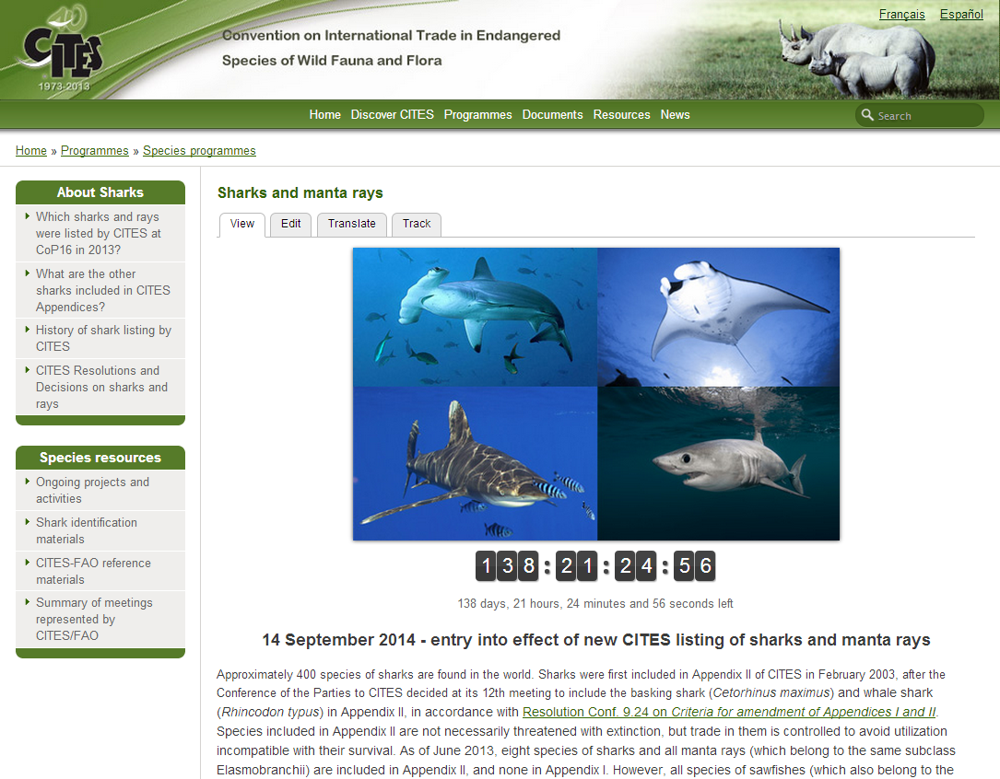 Français Español
CITES
1973-2013
Convention on International Trade in Endangered
Species of Wild Fauna and Flora
Home Discover CITES Programmes Documents Resources News
Search
Home » Programmes » Species programmes
About Sharks
Which sharks and rays
were listed by CITES at
CoP16 in 2013?
What are the other
sharks included in CITES
Appendices?
History of shark listing by
CITES
CITES Resolutions and
Decisions on sharks and
rays
Species resources
Ongoing projects and
activities
Shark identification
materials
CITES-FAO reference
materials
Summary of meetings
represented by
CITES/FAO
Sharks and manta rays
View Edit Translate Track
138:21:24:56
138 days, 21 hours, 24 minutes and 56 seconds left
14 September 2014 - entry into effect of new CITES listing of sharks and manta rays
Approximately 400 species of sharks are found in the world. Sharks were first included in Appendix II of CITES in February 2003, after the
Conference of the Parties to CITES decided at its 12th meeting to include the basking shark (Cetorhinus maximus) and whale shark
(Rhincodon typus) in Appendix II, in accordance with Resolution Conf. 9.24 on Criteria for amendment of Appendices I and II.
Species included in Appendix II are not necessarily threatened with extinction, but trade in them is controlled to avoid utilization
incompatible with their survival. As of June 2013, eight species of sharks and all manta rays (which belong to the same subclass
Elasmobranchii) are included in Appendix II, and none in Appendix I. However, all species of sawfishes (which also belong to the